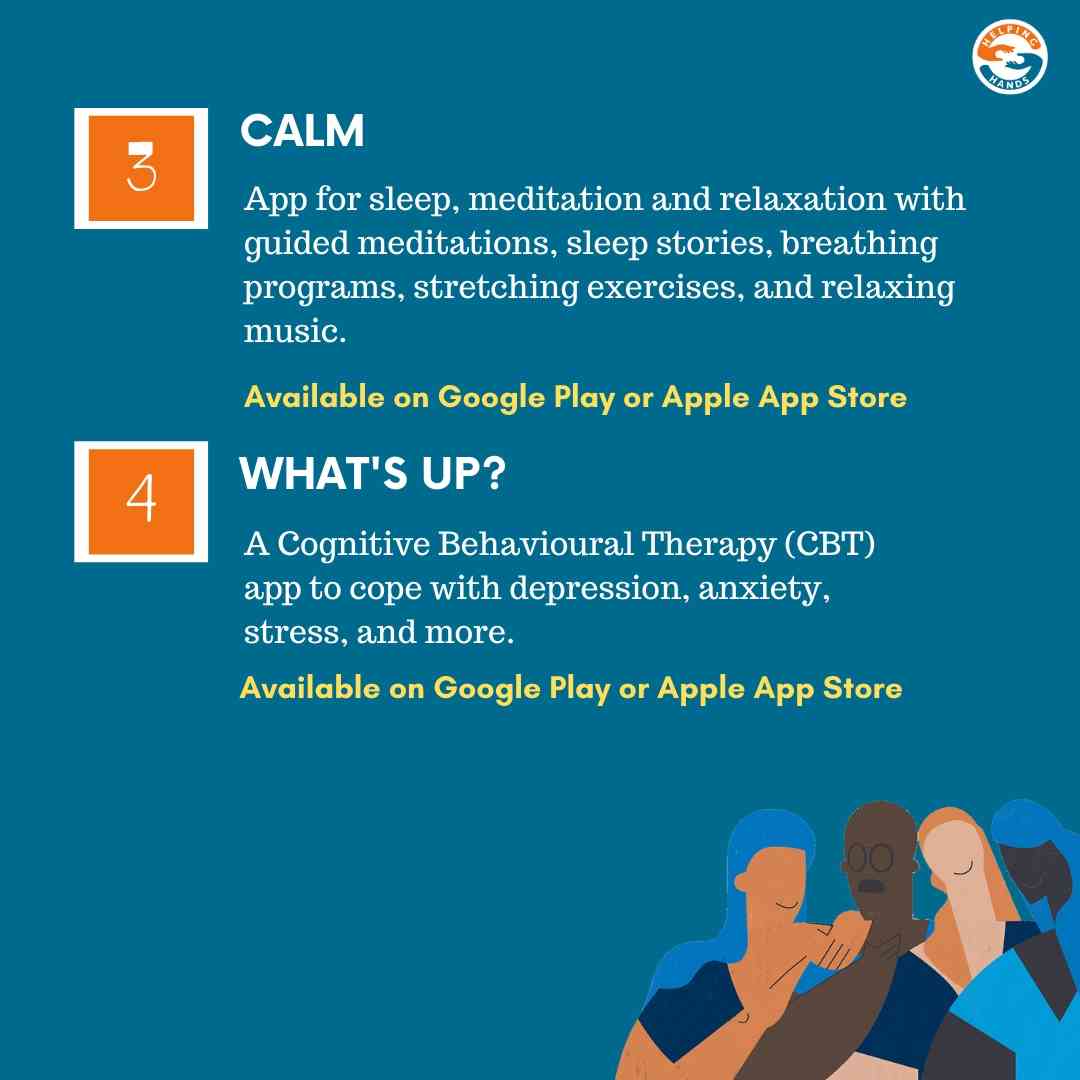 HELPING
HANDS
3
CALM
App for sleep, meditation and relaxation with
guided meditations, sleep stories, breathing
programs, stretching exercises, and relaxing
music.
Available on Google Play or Apple App Store
4
WHAT'S UP?
A Cognitive Behavioural Therapy (CBT)
app to cope with depression, anxiety,
stress, and more.
Available on Google Play or Apple App Store